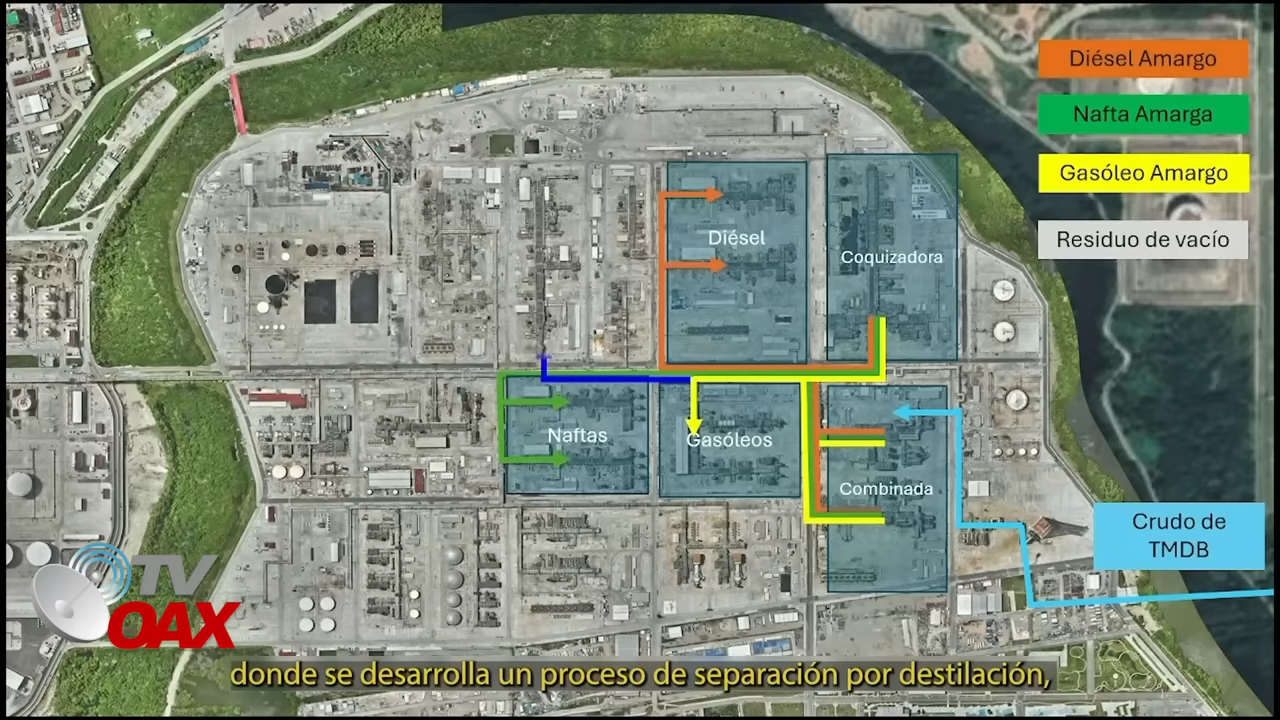 Diésel Amargo
Nafta Amarga
Gasóleo Amargo
Residuo de vacío
Diésel
Coquizadora
Naftas
Gasóleos
Combinada
Crudo de
TMDB
TV
OAX
donde se desarrolla un proceso de separación por destilación,